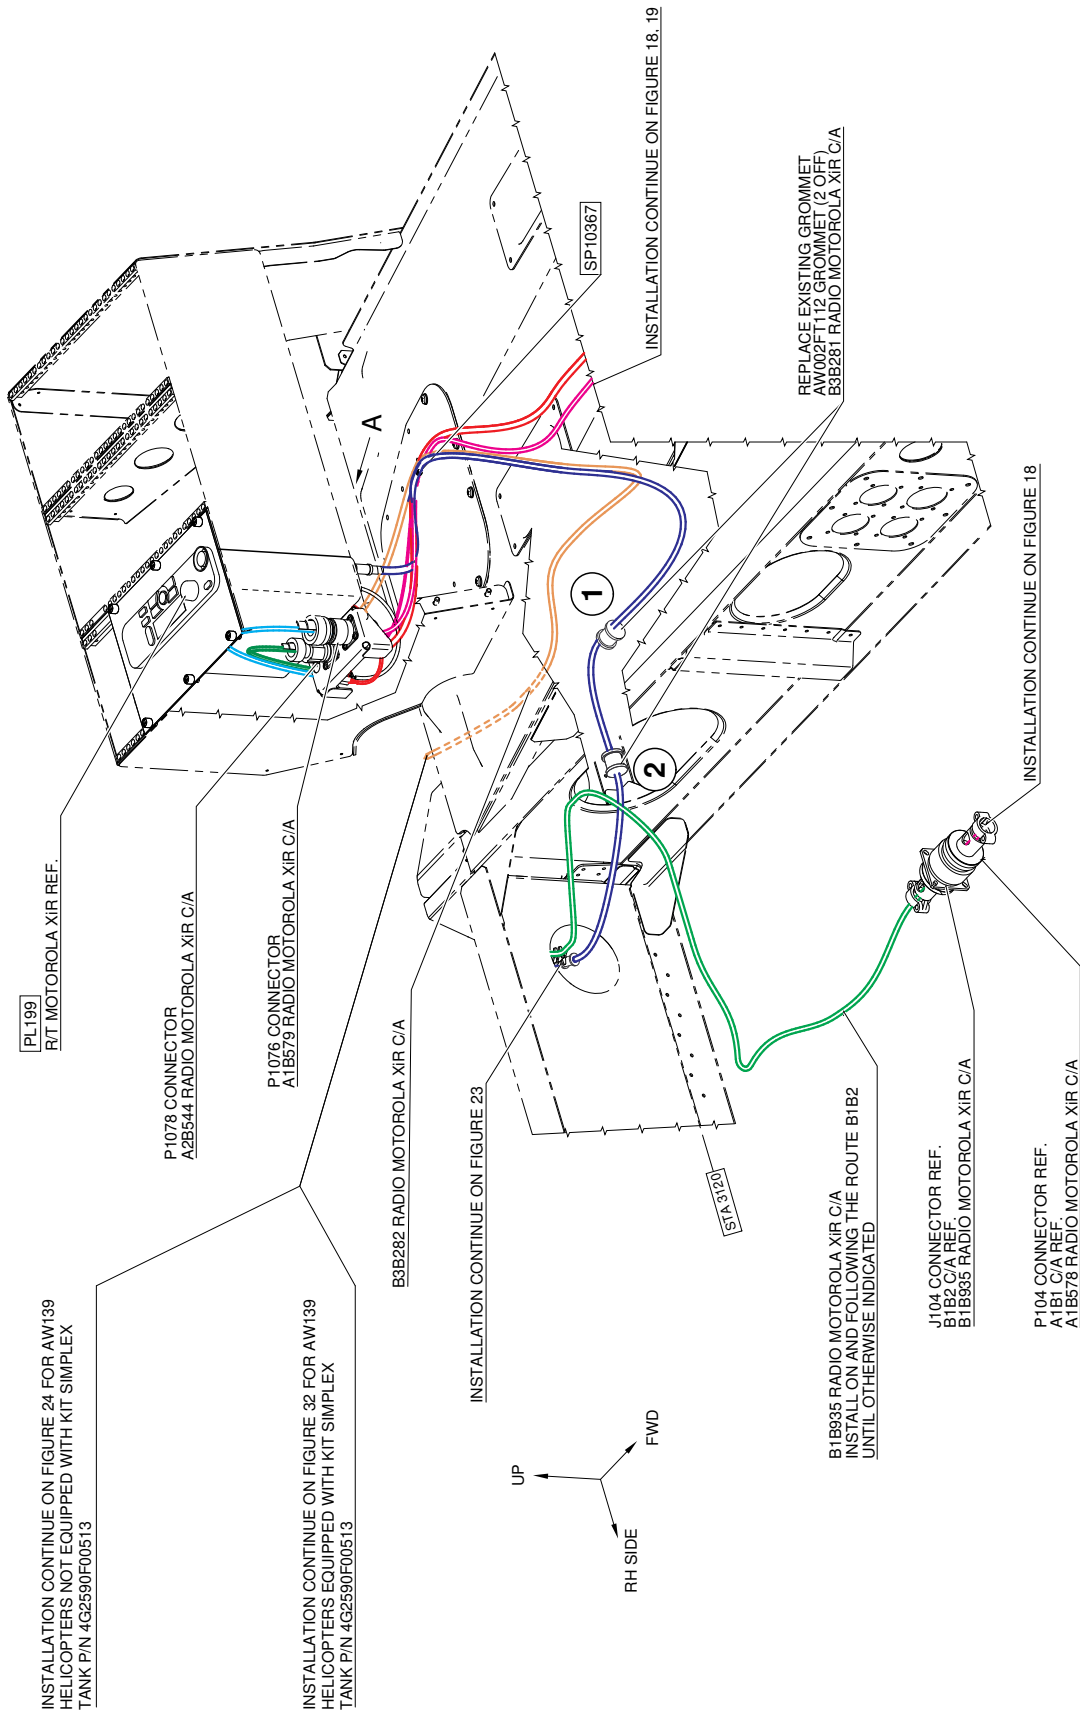 INSTALLATION CONTINUE ON FIGURE 24 FOR AW139
HELICOPTERS NOT EQUIPPED WITH KIT SIMPLEX
TANK P/N 4G2590F00513
INSTALLATION CONTINUE ON FIGURE 32 FOR AW139
HELICOPTERS EQUIPPED WITH KIT SIMPLEX
TANK P/N 4G2590F00513
PL199
R/T MOTOROLA XiR REF.
P1078 CONNECTOR
A2B544 RADIO MOTOROLA XiR C/A
P1076 CONNECTOR
A1B579 RADIO MOTOROLA XiR C/A
B3B282 RADIO MOTOROLA XiR C/A
INSTALLATION CONTINUE ON FIGURE 23
A
SP10367
INSTALLATION CONTINUE ON FIGURE 18, 19
REPLACE EXISTING GROMMET
AW002FT112 GROMMET (2 OFF)
B3B281 RADIO MOTOROLA XiR C/A
1
2
STA 3120
UP
FWD
RH SIDE
B1B935 RADIO MOTOROLA XiR C/A
INSTALL ON AND FOLLOWING THE ROUTE B1B2
UNTIL OTHERWISE INDICATED
J104 CONNECTOR REF.
B1B2 C/A REF.
B1B935 RADIO MOTOROLA XiR C/A
P104 CONNECTOR REF.
A1B1 C/A REF.
A1B578 RADIO MOTOROLA XiR C/A
INSTALLATION CONTINUE ON FIGURE 18